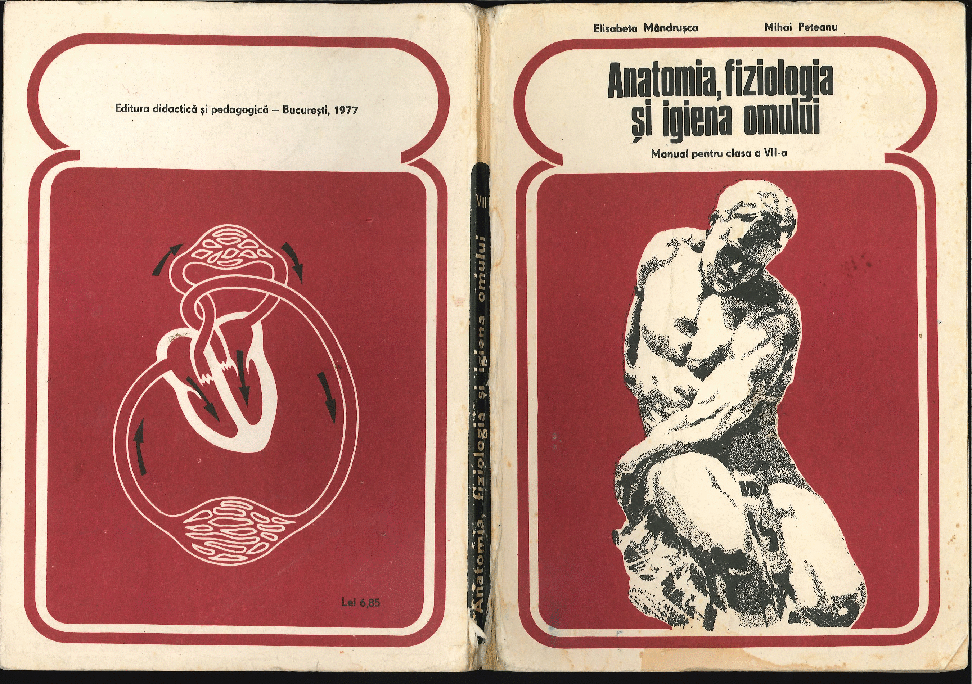 Editura didactică și pedagogică — București, 1977
Lei 6,85
VII
Anatomia, fiziologia și igiena omului
Elisabeta Mândrușca Mihai Peteanu
Anatomia, fiziologia
și igiena omului
Manual pentru clasa a VII-a